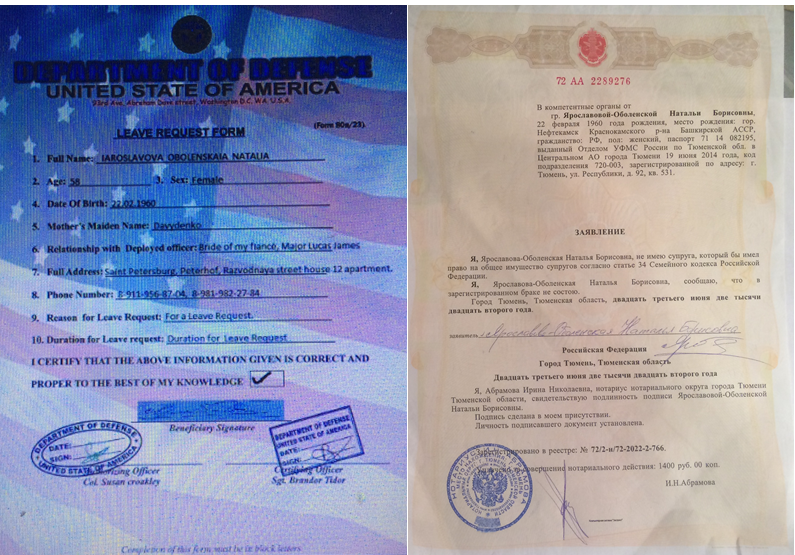 DEPARTMENT OF DEFENSE
UNITED STATE OF AMERICA
93rd Ave, Abraham Dave street, Washington D.C, WA, U.S.A.
LEAVE REQUEST FORM
(Form 80a/23).
1. Full Name: IAROSLAVOVA OBOLENSKAIA NATALIA
2. Age: 58 3. Sex: Female
4. Date Of Birth: 22.02.1960
5. Mother's Maiden Name: Davydenko
6. Relationship with Deployed officer: Bride of my fiance, Major Lucas James
7. Full Address: Saint Petersburg, Peterhof, Razvodnaya street house 12 apartment.
8. Phone Number: 8-911-956-87-04, 8-981-982-27-84
9. Reason for Leave Request: For a Leave Request.
10. Duration for Leave request: Duration for Leave Request
I CERTIFY THAT THE ABOVE INFORMATION GIVEN IS CORRECT AND
PROPER TO THE BEST OF MY KNOWLEDGE
Beneficiary Signature
DEPARTMENT OF DEFENSE
DATE:
SIGN:
UNITED STATE OF AMERICA
DEPARTMENT OF DEFENSE
UNITED STATE OF AMERICA
DATE:
SIGN:
Officer
Col. Susan croakley
Certifying Officer
Sgt. Brandor Tidor
Completion of this form must be in block letters
72 АА 2289276
В компетентные органы от
гр. Ярославовой-Оболенской Натальи Борисовны,
22 февраля 1960 года рождения, место рождения: гор.
Нефтекамск Краснокамского р-на Башкирской АССР,
гражданство: РФ, пол: женский, паспорт 71 14 082195,
выданный Отделом УФМС России по Тюменской обл. в
Центральном АО города Тюмени 19 июня 2014 года, код
подразделения 720-003, зарегистрированной по адресу: г.
Тюмень, ул. Республики, д. 92, кв. 531.
ЗАЯВЛЕНИЕ
Я, Ярославова-Оболенская Наталья Борисовна, не имею супруга, который бы имел
право на общее имущество супругов согласно статье 34 Семейного кодекса Российской
Федерации.
Я, Ярославова-Оболенская Наталья Борисовна, сообщаю, что в
зарегистрированном браке не состою.
Город Тюмень, Тюменская область, двадцать третьего июня две тысячи
двадцать второго года.
Ярославова-Оболенская Наталья Борисовна
Российская Федерация
Город Тюмень, Тюменская область
Двадцать третьего июня две тысячи двадцать второго года
Я, Абрамова Ирина Николаевна, нотариус нотариального округа города Тюмени
Тюменской области, свидетельствую подлинность подписи Ярославовой-Оболенской
Натальи Борисовны.
Подпись сделана в моем присутствии.
Личность подписавшего документ установлена.
Зарегистрировано в реестре: № 72/2-н/72-2022-2-766.
совершение нотариального действия: 1400 руб. 00 коп.
И.Н.Абрамова